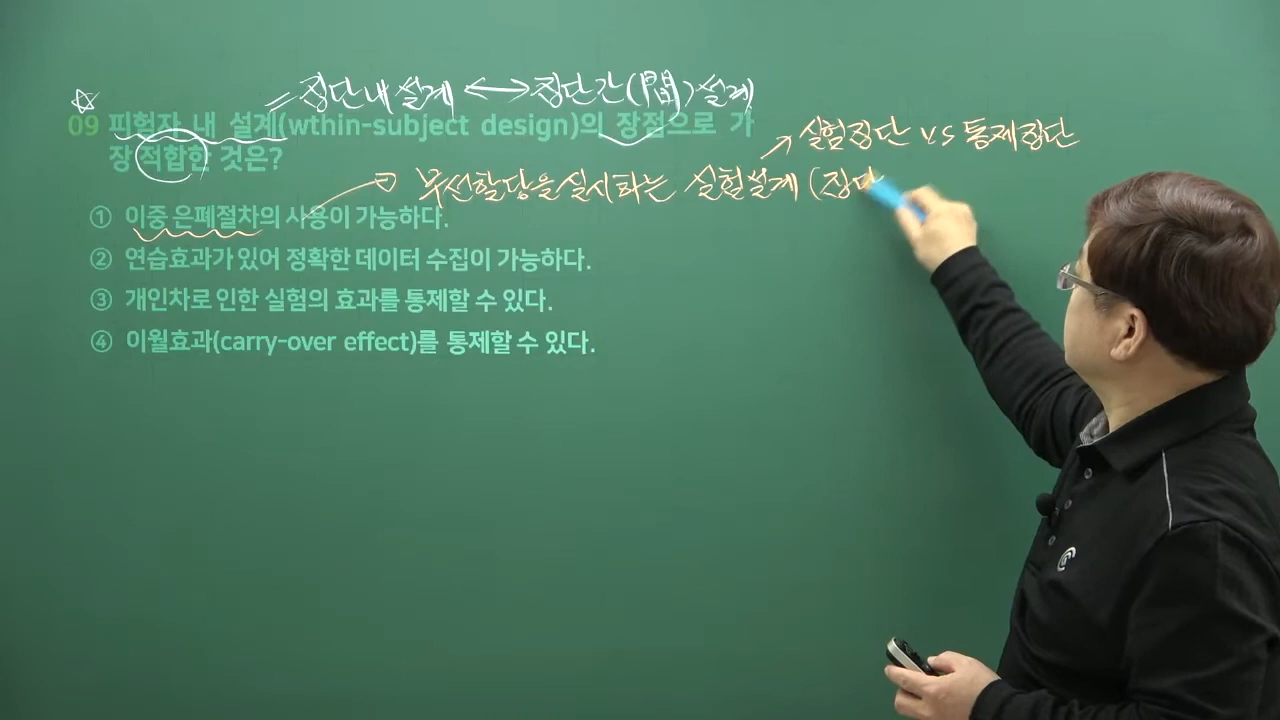 = 집단내 설계 ↔ 집단간(間)설계
09 피험자 내 설계(wthin-subject design)의 장점으로 가
장 적합한 것은?
↗ 실험집단 vs 통제집단
무선할당을 실시하는 실험설계 (집단
① 이중 은폐절차의 사용이 가능하다.
② 연습효과가 있어 정확한 데이터 수집이 가능하다.
③ 개인차로 인한 실험의 효과를 통제할 수 있다.
④ 이월효과(carry-over effect)를 통제할 수 있다.